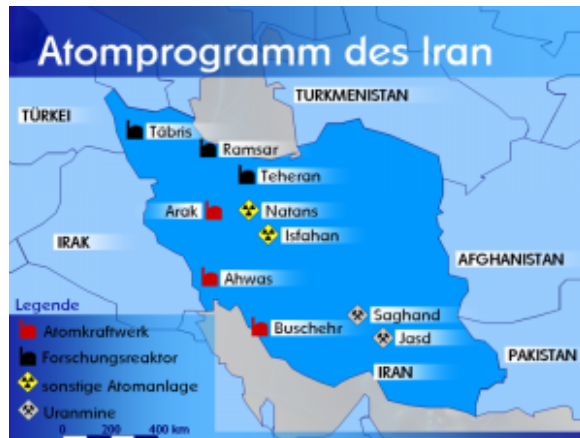 Atomprogramm des Iran
TÜRKEI
TURKMENISTAN
Täbris
Ramsar
Teheran
Arak
Natans
Isfahan
IRAK
AFGHANISTAN
Ahwas
Saghand
Buschehr
Jasd
PAKISTAN
IRAN
Legende
Atomkraftwerk
Forschungsreaktor
sonstige Atomanlage
Uranmine
0 200 400 km